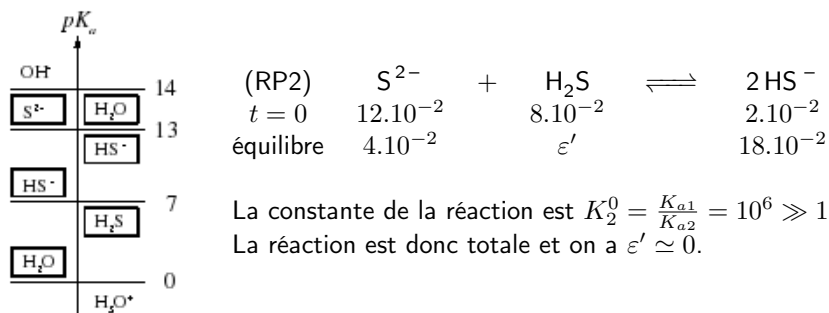 pKₐ
OH⁻
14
S²⁻ H₂O
13
HS⁻
HS⁻
7
H₂S
H₂O
0
H₃O⁺
(RP2) S²⁻ + H₂S ⇌ 2 HS⁻
t = 0 12.10⁻² 8.10⁻² 2.10⁻²
équilibre 4.10⁻² ε′ 18.10⁻²
La constante de la réaction est K₂⁰ = Kₐ₁/Kₐ₂ = 10⁶ ≫ 1
La réaction est donc totale et on a ε′ ≃ 0.